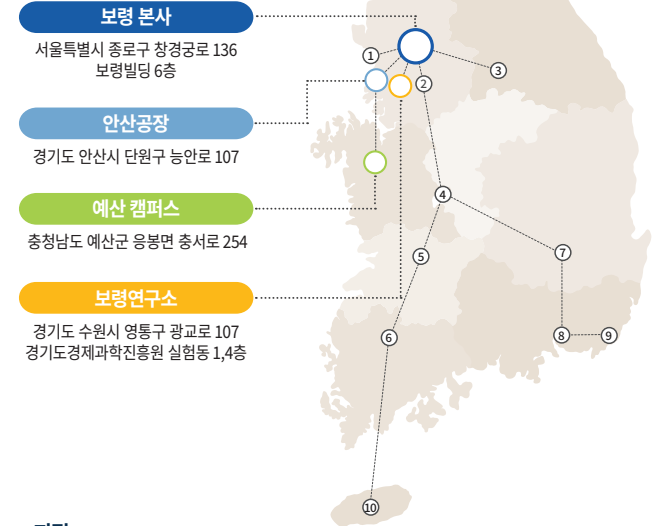 보령 본사
서울특별시 종로구 창경궁로 136
보령빌딩 6층
안산공장
경기도 안산시 단원구 능안로 107
예산 캠퍼스
충청남도 예산군 응봉면 충서로 254
보령연구소
경기도 수원시 영통구 광교로 107
경기도경제과학진흥원 실험동 1,4층
1
2
3
4
5
6
7
8
9
10